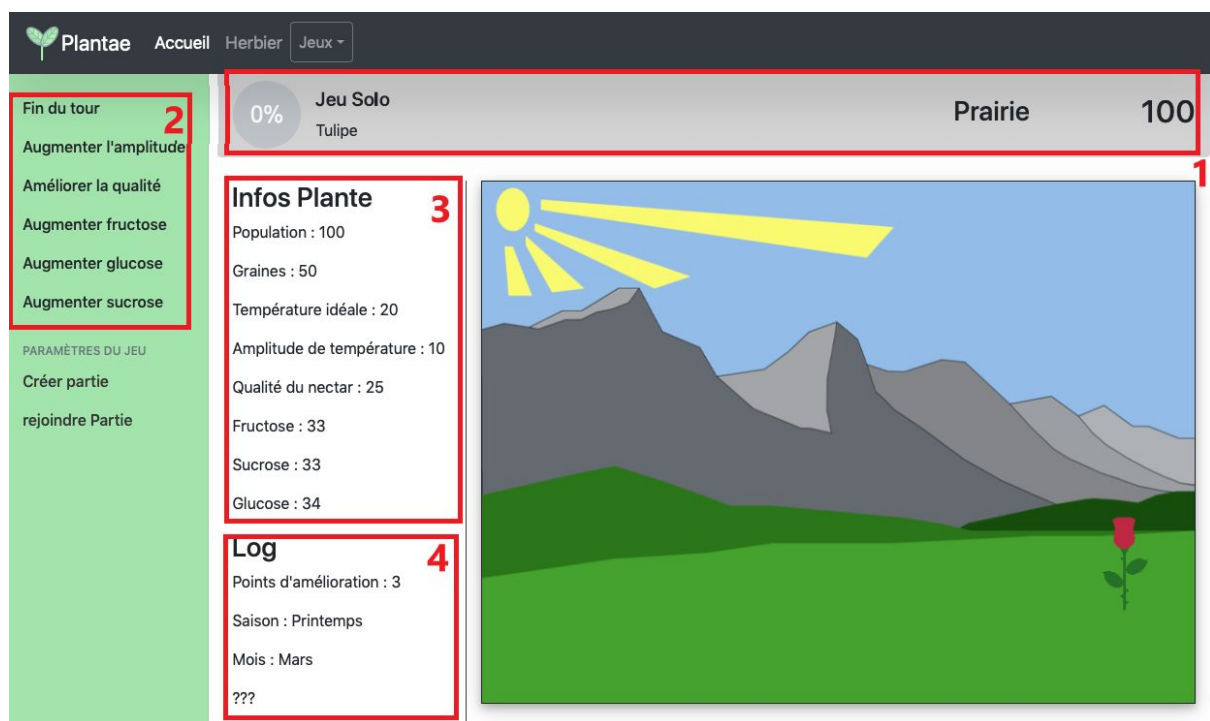 Plantae Accueil Herbier Jeux
Fin du tour
2
Augmenter l'amplitude
Améliorer la qualité
Augmenter fructose
Augmenter glucose
Augmenter sucrose
PARAMÈTRES DU JEU
Créer partie
rejoindre Partie
0%
Jeu Solo
Tulipe
Prairie
100
1
Infos Plante
3
Population : 100
Graines : 50
Température idéale : 20
Amplitude de température : 10
Qualité du nectar : 25
Fructose : 33
Sucrose : 33
Glucose : 34
Log
4
Points d'amélioration : 3
Saison : Printemps
Mois : Mars
???